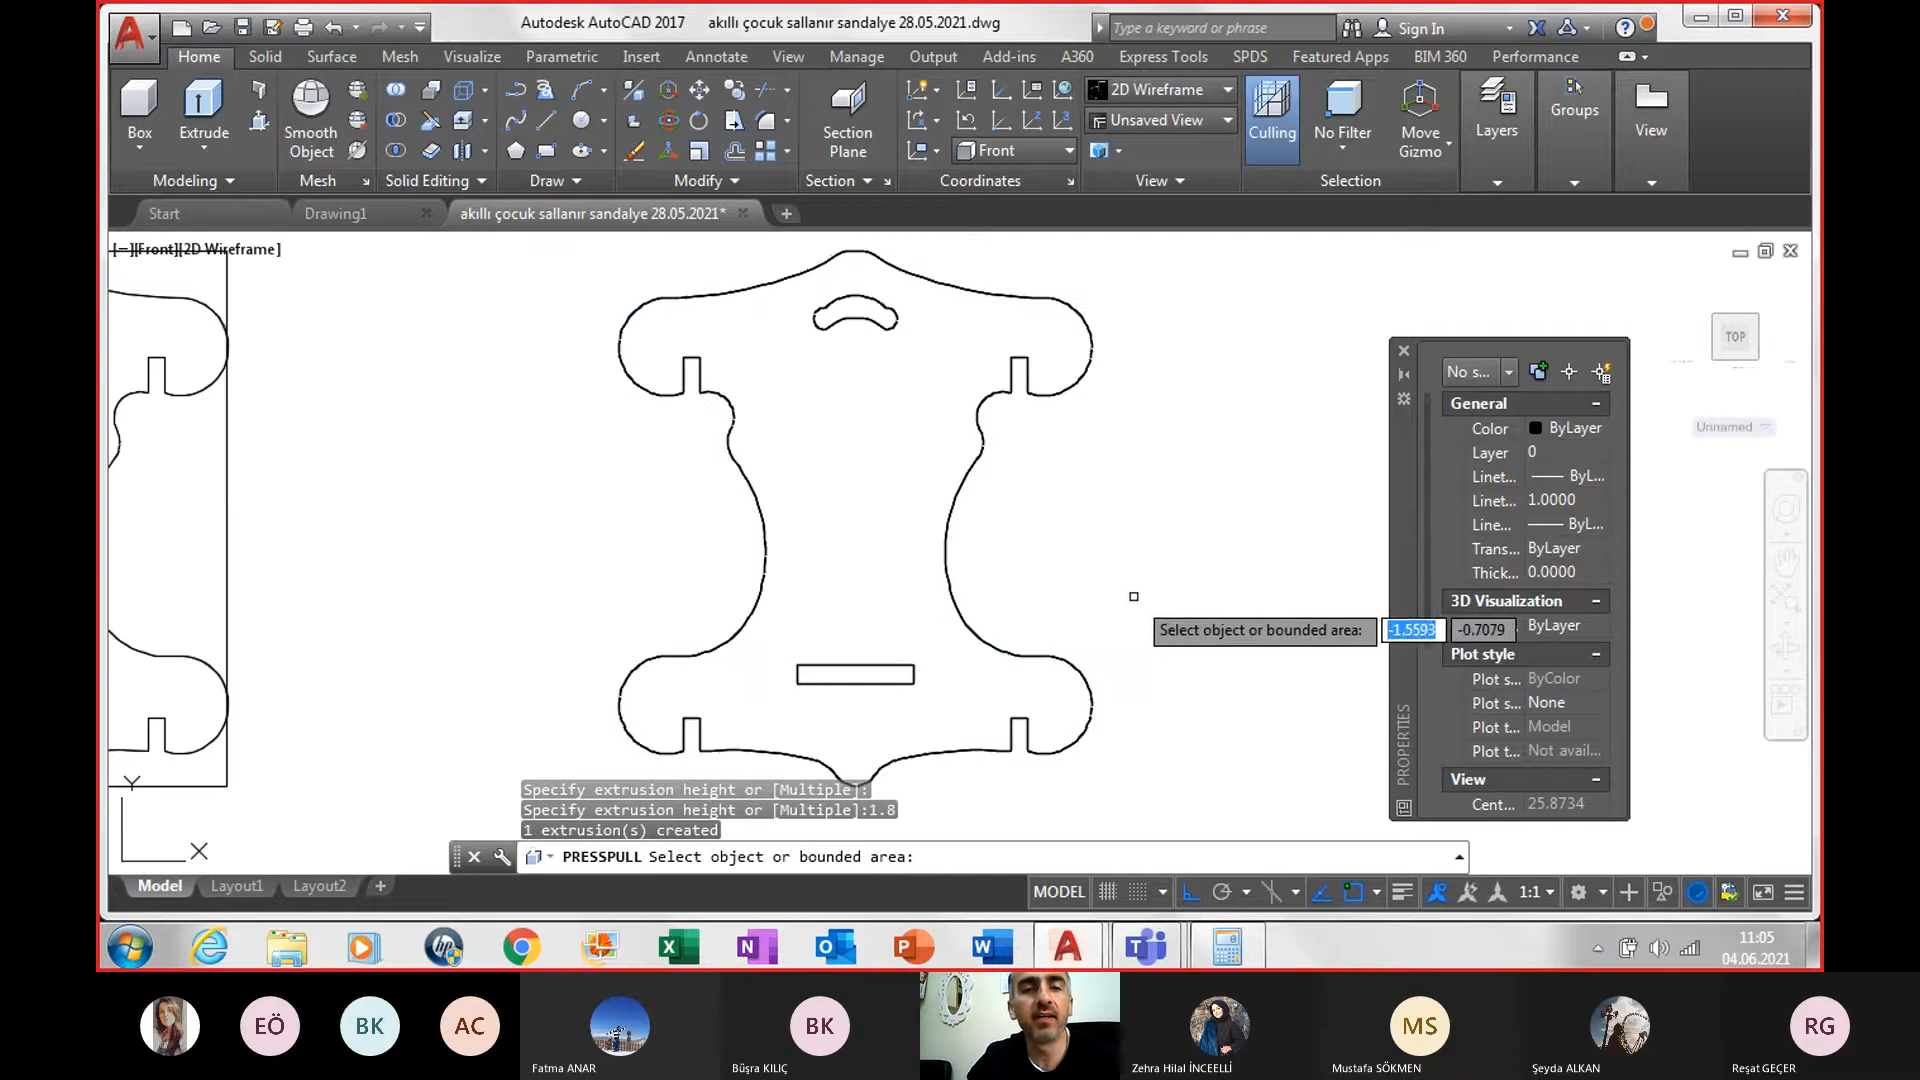 Autodesk AutoCAD 2017 akıllı çocuk sallanır sandalye 28.05.2021.dwg
Type a keyword or phrase
Sign In
Home Solid Surface Mesh Visualize Parametric Insert Annotate View Manage Output Add-ins A360 Express Tools SPDS Featured Apps BIM 360 Performance
2D Wireframe
Unsaved View
Front
Box
Extrude
Smooth Object
Section Plane
Culling
No Filter
Move Gizmo
Layers
Groups
View
Modeling Mesh Solid Editing Draw Modify Section Coordinates View Selection
Start Drawing1 akıllı çocuk sallanır sandalye 28.05.2021*
[−][Front][2D Wireframe]
TOP
Unnamed
No s...
General
Color ByLayer
Layer 0
Linet... ByL...
Linet... 1.0000
Line... ByL...
Trans... ByLayer
Thick... 0.0000
3D Visualization
ByLayer
Plot style
Plot s... ByColor
Plot s... None
Plot t... Model
Plot t... Not avail...
View
Cent... 25.8734
PROPERTIES
Select object or bounded area: -1.5593 -0.7079
Y
X
Specify extrusion height or [Multiple]:
Specify extrusion height or [Multiple]:1.8
1 extrusion(s) created
PRESSPULL Select object or bounded area:
Model Layout1 Layout2
MODEL 1:1
11:05
04.06.2021
EÖ BK AC BK MS RG
Fatma ANAR Büşra KILIÇ Zehra Hilal İNCEELLİ Mustafa SÖKMEN Şeyda ALKAN Reşat GEÇER